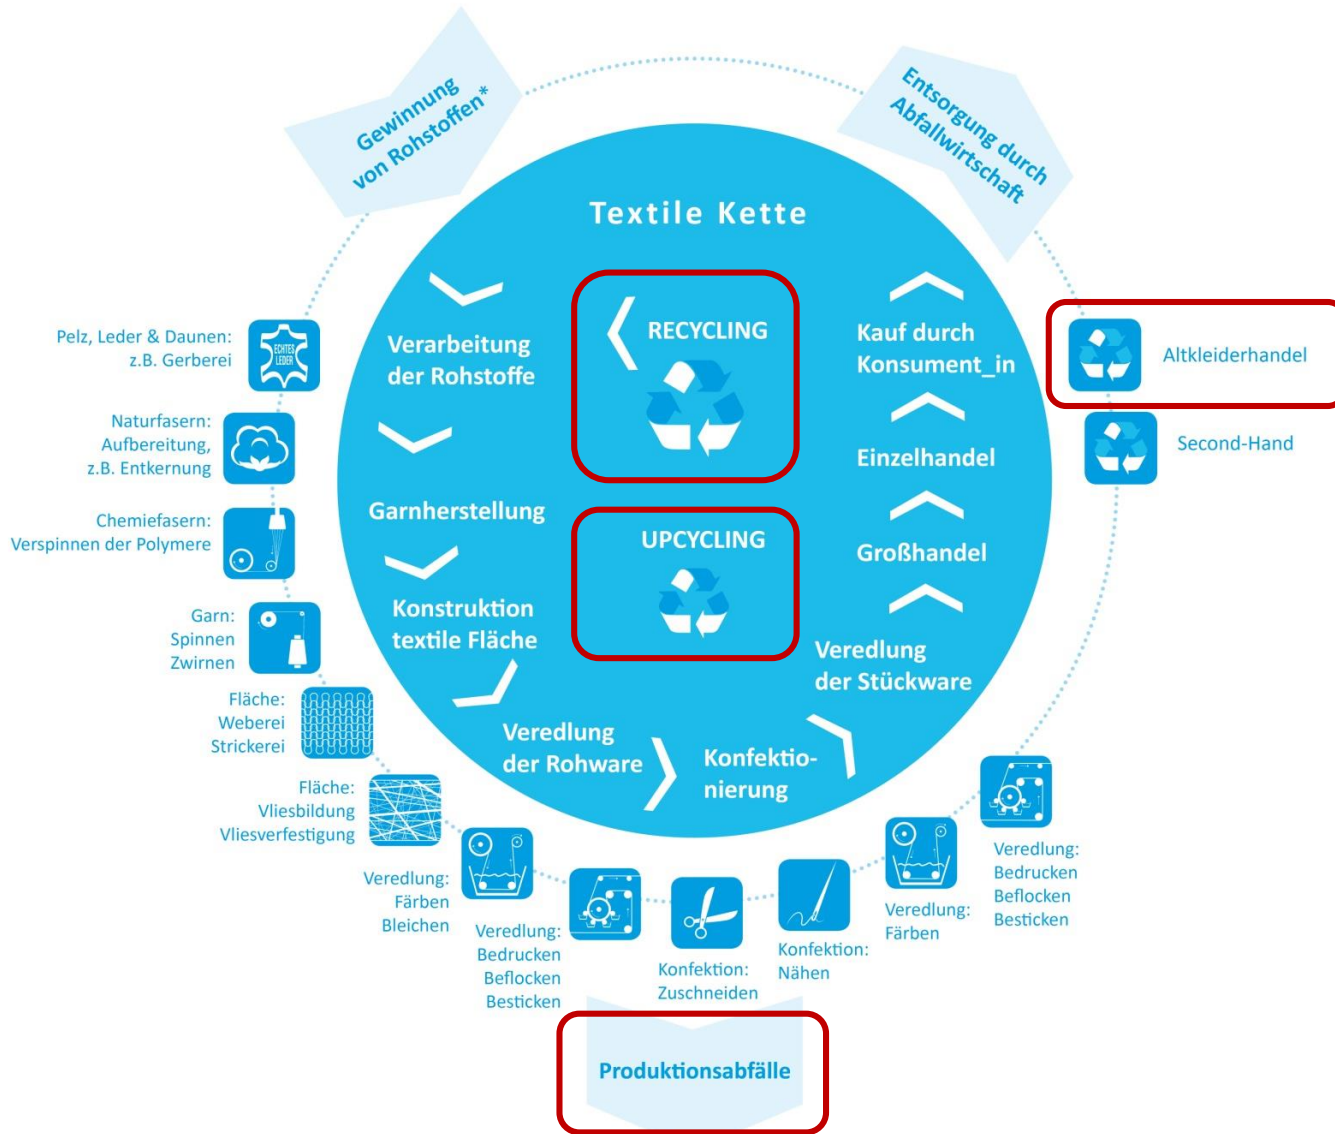 Gewinnung
von Rohstoffen*
Entsorgung durch
Abfallwirtschaft
Textile Kette
RECYCLING
UPCYCLING
Verarbeitung
der Rohstoffe
Garnherstellung
Konstruktion
textile Fläche
Veredlung
der Rohware
Konfektio-
nierung
Veredlung
der Stückware
Großhandel
Einzelhandel
Kauf durch
Konsument_in
Pelz, Leder & Daunen:
z.B. Gerberei
ECHTES
LEDER
Naturfasern:
Aufbereitung,
z.B. Entkernung
Chemiefasern:
Verspinnen der Polymere
Garn:
Spinnen
Zwirnen
Fläche:
Weberei
Strickerei
Fläche:
Vliesbildung
Vliesverfestigung
Veredlung:
Färben
Bleichen
Veredlung:
Bedrucken
Beflocken
Besticken
Konfektion:
Zuschneiden
Konfektion:
Nähen
Veredlung:
Färben
Veredlung:
Bedrucken
Beflocken
Besticken
Altkleiderhandel
Second-Hand
Produktionsabfälle